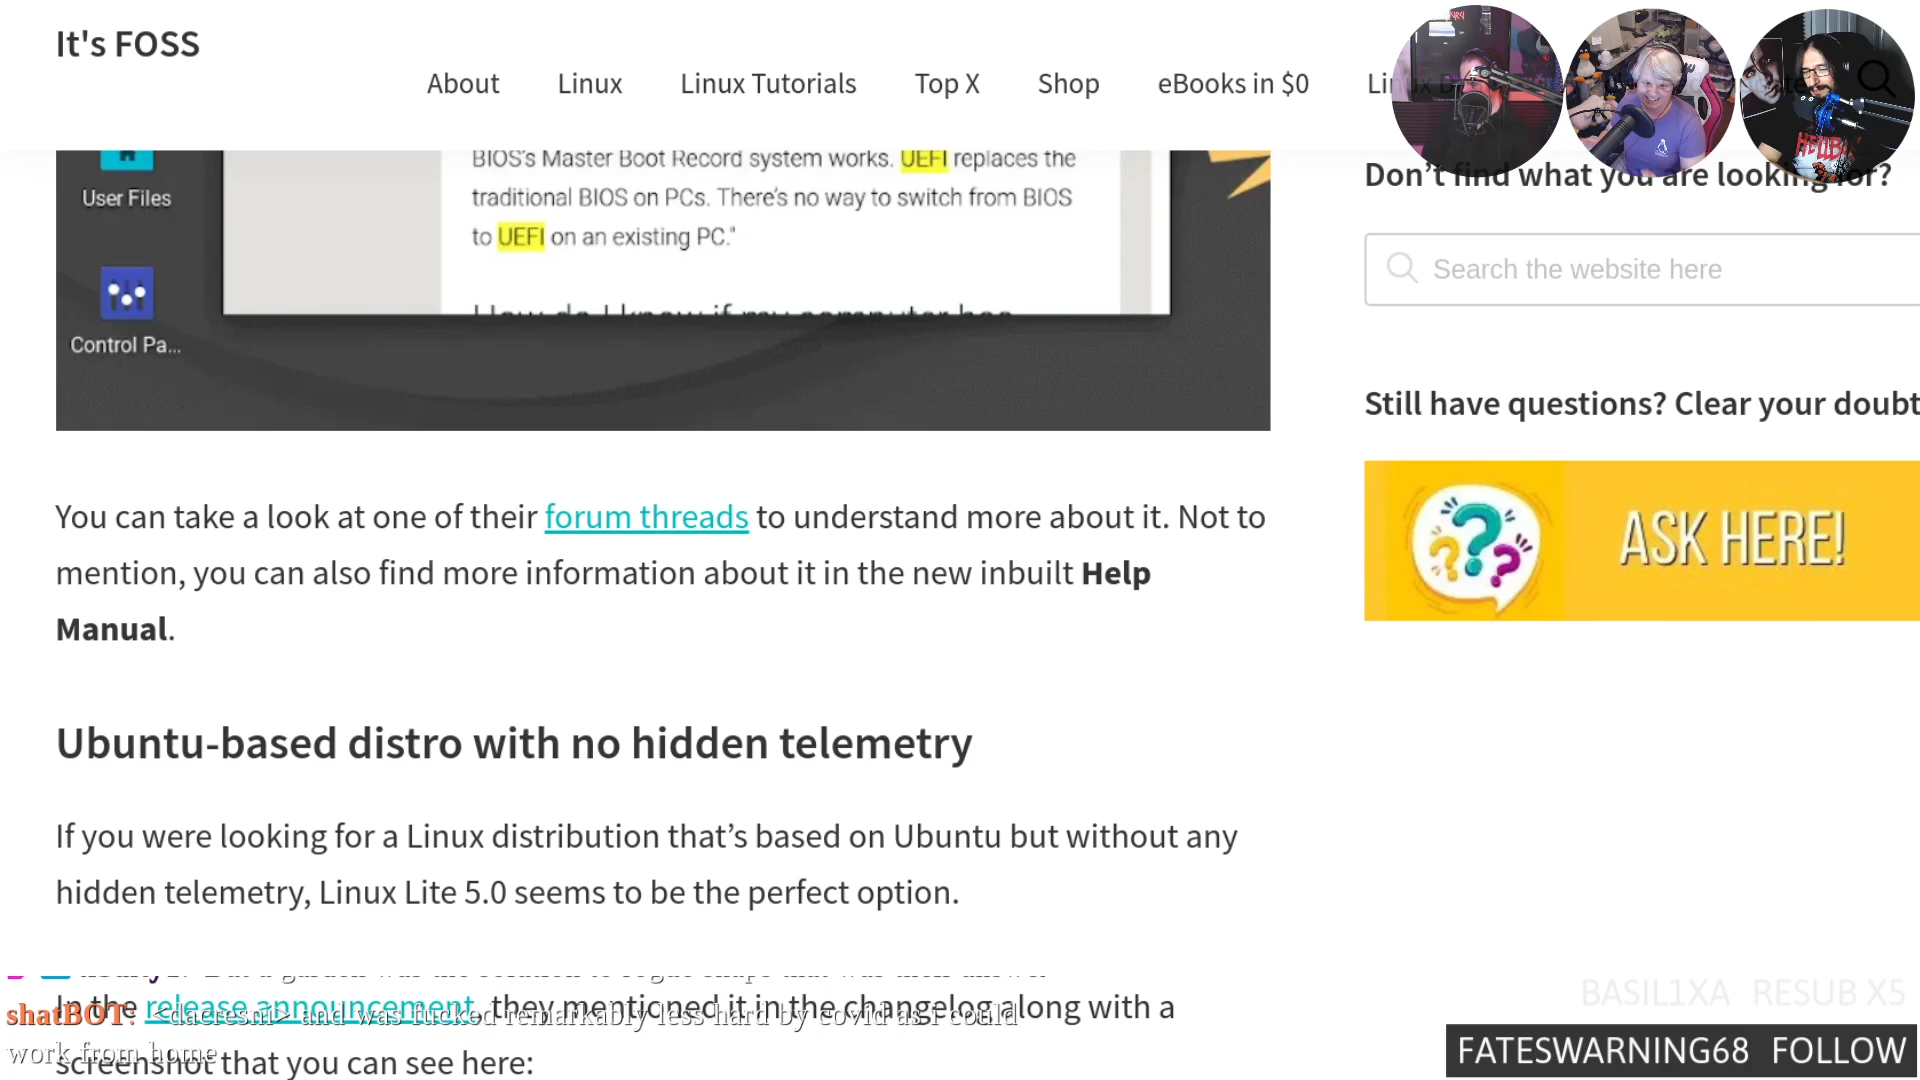 It's FOSS
About Linux Linux Tutorials Top X Shop eBooks in $0
BIOS's Master Boot Record system works. UEFI replaces the
traditional BIOS on PCs. There's no way to switch from BIOS
to UEFI on an existing PC."
User Files
Control Pa...
Don't find what you are looking for?
Search the website here
Still have questions? Clear your doubt
ASK HERE!
You can take a look at one of their forum threads to understand more about it. Not to
mention, you can also find more information about it in the new inbuilt Help
Manual.
Ubuntu-based distro with no hidden telemetry
If you were looking for a Linux distribution that's based on Ubuntu but without any
hidden telemetry, Linux Lite 5.0 seems to be the perfect option.
In the release announcement, they mentioned it in the changelog along with a
screenshot that you can see here:
shatBOT: <dacresni> and was fucked remarkably less hard by covid as i could
work from home
BASIL1XA RESUB X5
FATESWARNING68 FOLLOW